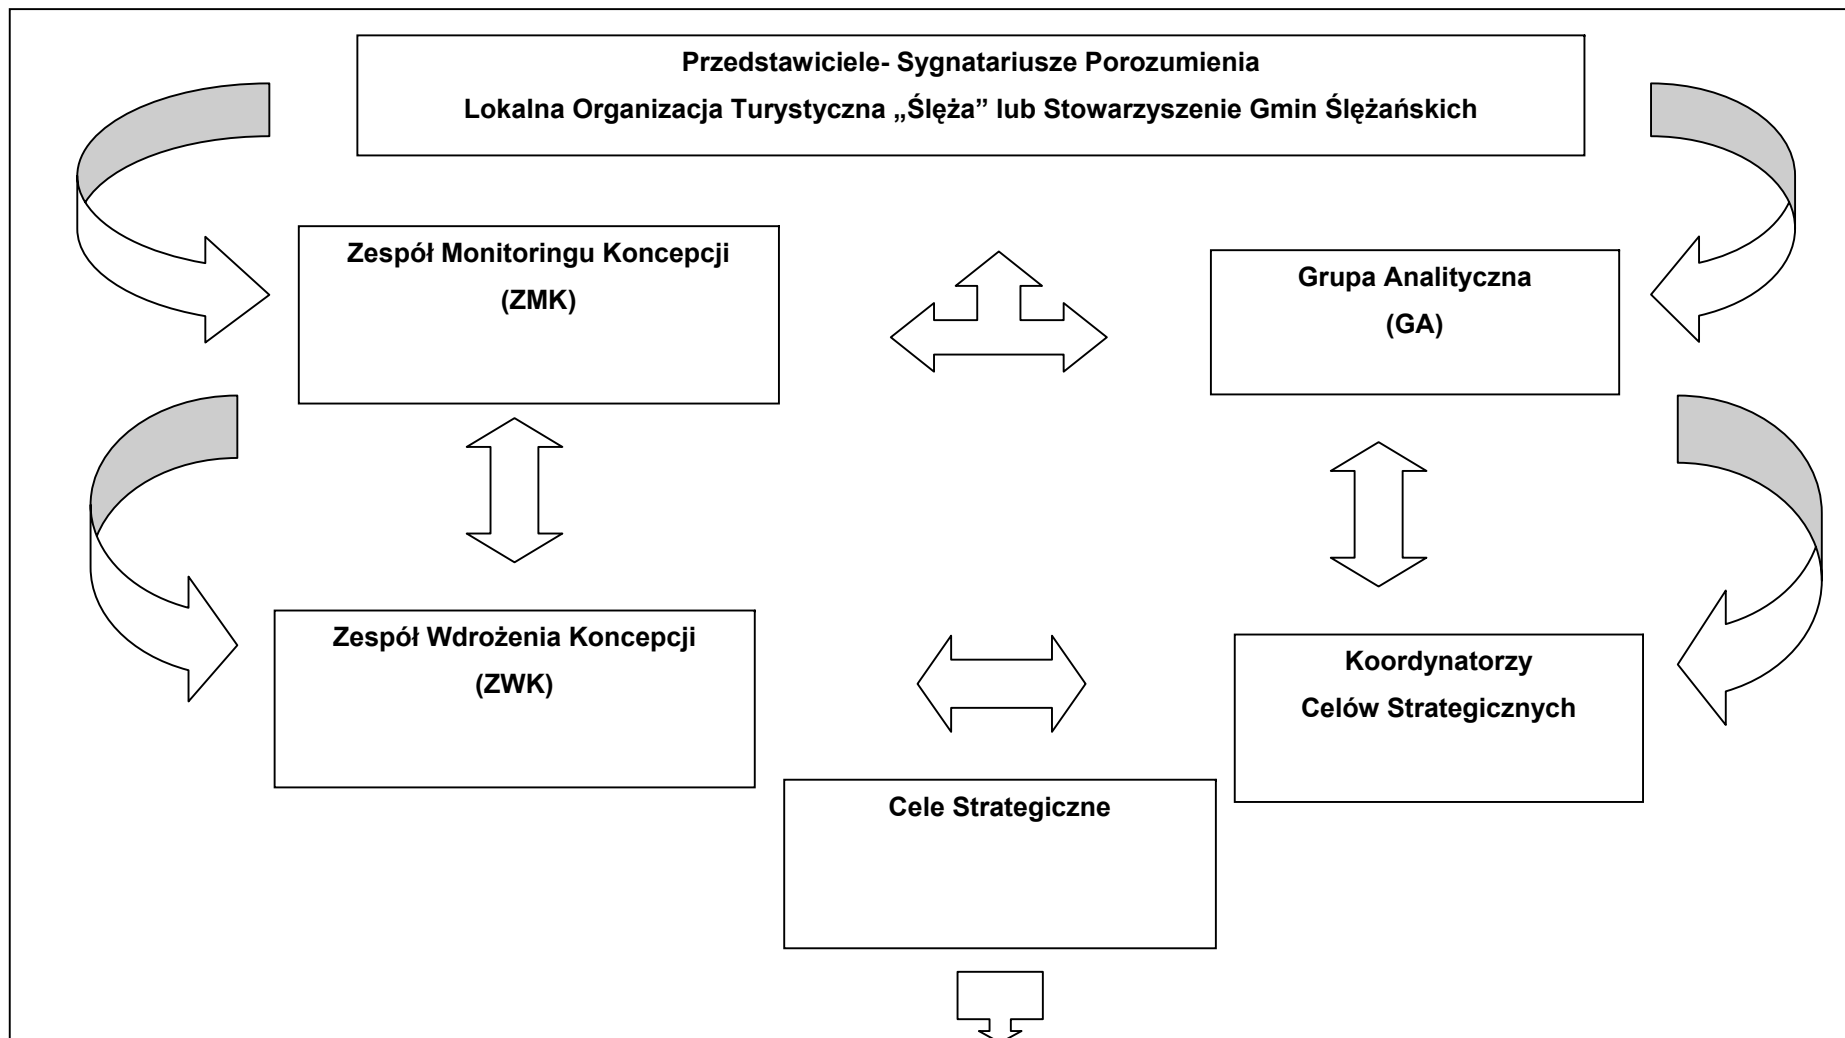 Przedstawiciele- Sygnatariusze Porozumienia
Lokalna Organizacja Turystyczna „Ślęża” lub Stowarzyszenie Gmin Ślężańskich
Zespół Monitoringu Koncepcji
(ZMK)
Grupa Analityczna
(GA)
Zespół Wdrożenia Koncepcji
(ZWK)
Koordynatorzy
Celów Strategicznych
Cele Strategiczne